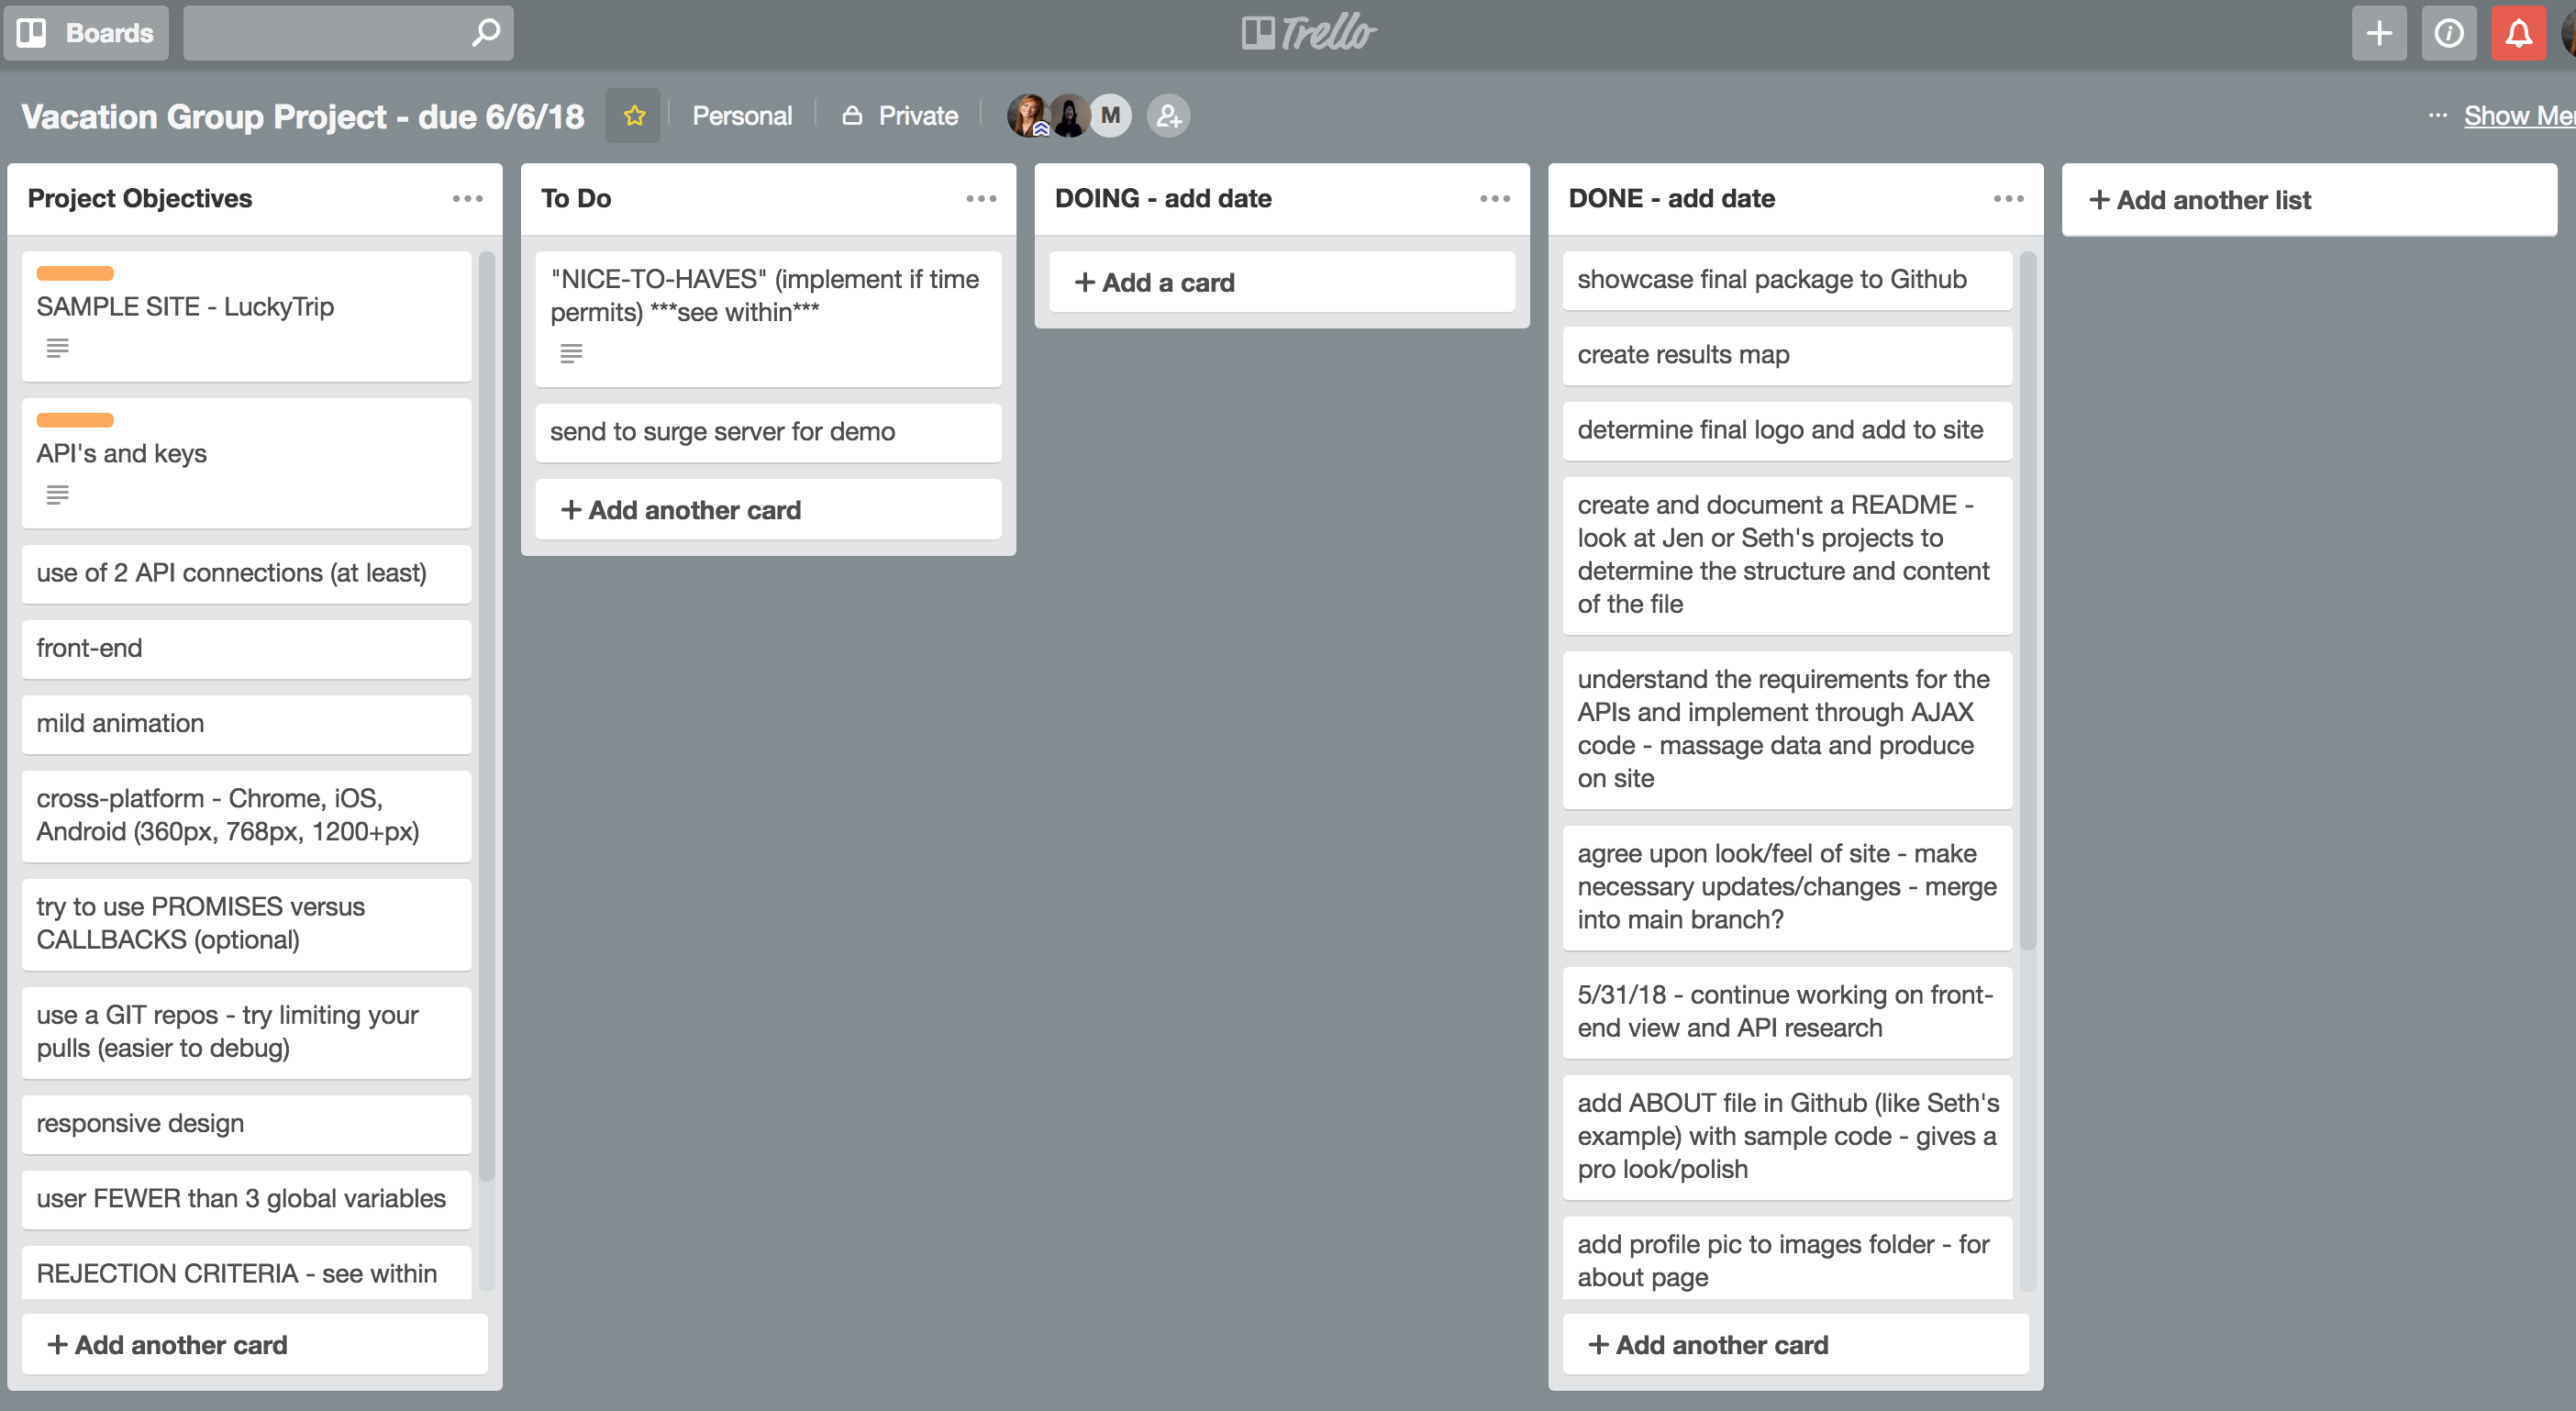 Boards
Trello
Vacation Group Project - due 6/6/18
Personal
Private
M
Show Me
Project Objectives
SAMPLE SITE - LuckyTrip
API's and keys
use of 2 API connections (at least)
front-end
mild animation
cross-platform - Chrome, iOS,
Android (360px, 768px, 1200+px)
try to use PROMISES versus
CALLBACKS (optional)
use a GIT repos - try limiting your
pulls (easier to debug)
responsive design
user FEWER than 3 global variables
REJECTION CRITERIA - see within
+ Add another card
To Do
"NICE-TO-HAVES" (implement if time
permits) ***see within***
send to surge server for demo
+ Add another card
DOING - add date
+ Add a card
DONE - add date
showcase final package to Github
create results map
determine final logo and add to site
create and document a README -
look at Jen or Seth's projects to
determine the structure and content
of the file
understand the requirements for the
APIs and implement through AJAX
code - massage data and produce
on site
agree upon look/feel of site - make
necessary updates/changes - merge
into main branch?
5/31/18 - continue working on front-
end view and API research
add ABOUT file in Github (like Seth's
example) with sample code - gives a
pro look/polish
add profile pic to images folder - for
about page
+ Add another card
+ Add another list